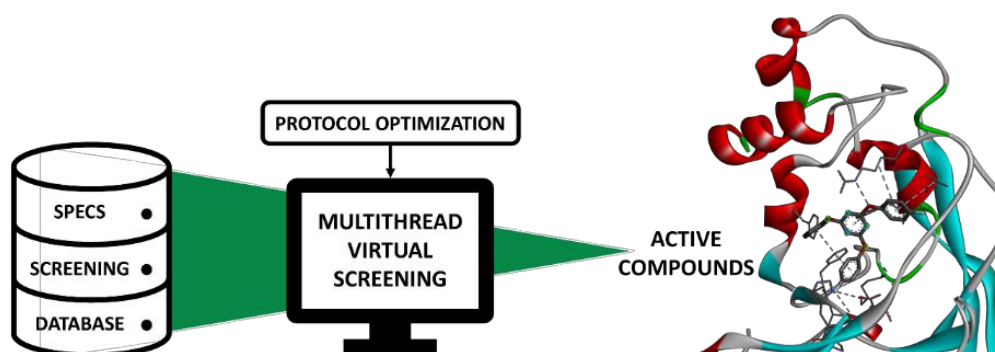 PROTOCOL OPTIMIZATION
SPECS
SCREENING
DATABASE
MULTITHREAD
VIRTUAL
SCREENING
ACTIVE
COMPOUNDS